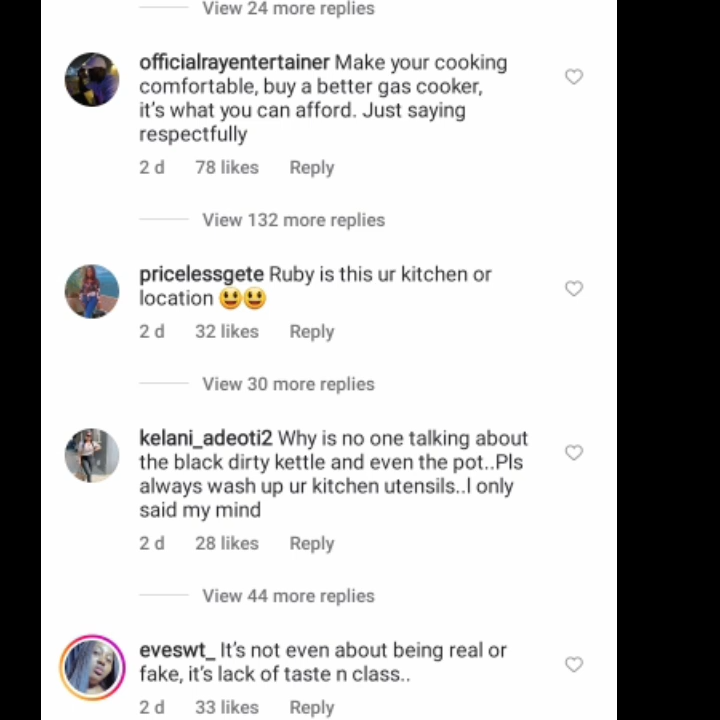 View 24 more replies
officialrayentertainer Make your cooking
comfortable, buy a better gas cooker,
it's what you can afford. Just saying
respectfully
2 d 78 likes Reply
View 132 more replies
pricelessgete Ruby is this ur kitchen or
location 😃😃
2 d 32 likes Reply
View 30 more replies
kelani_adeoti2 Why is no one talking about
the black dirty kettle and even the pot..Pls
always wash up ur kitchen utensils..I only
said my mind
2 d 28 likes Reply
View 44 more replies
eveswt_ It's not even about being real or
fake, it's lack of taste n class..
2 d 33 likes Reply